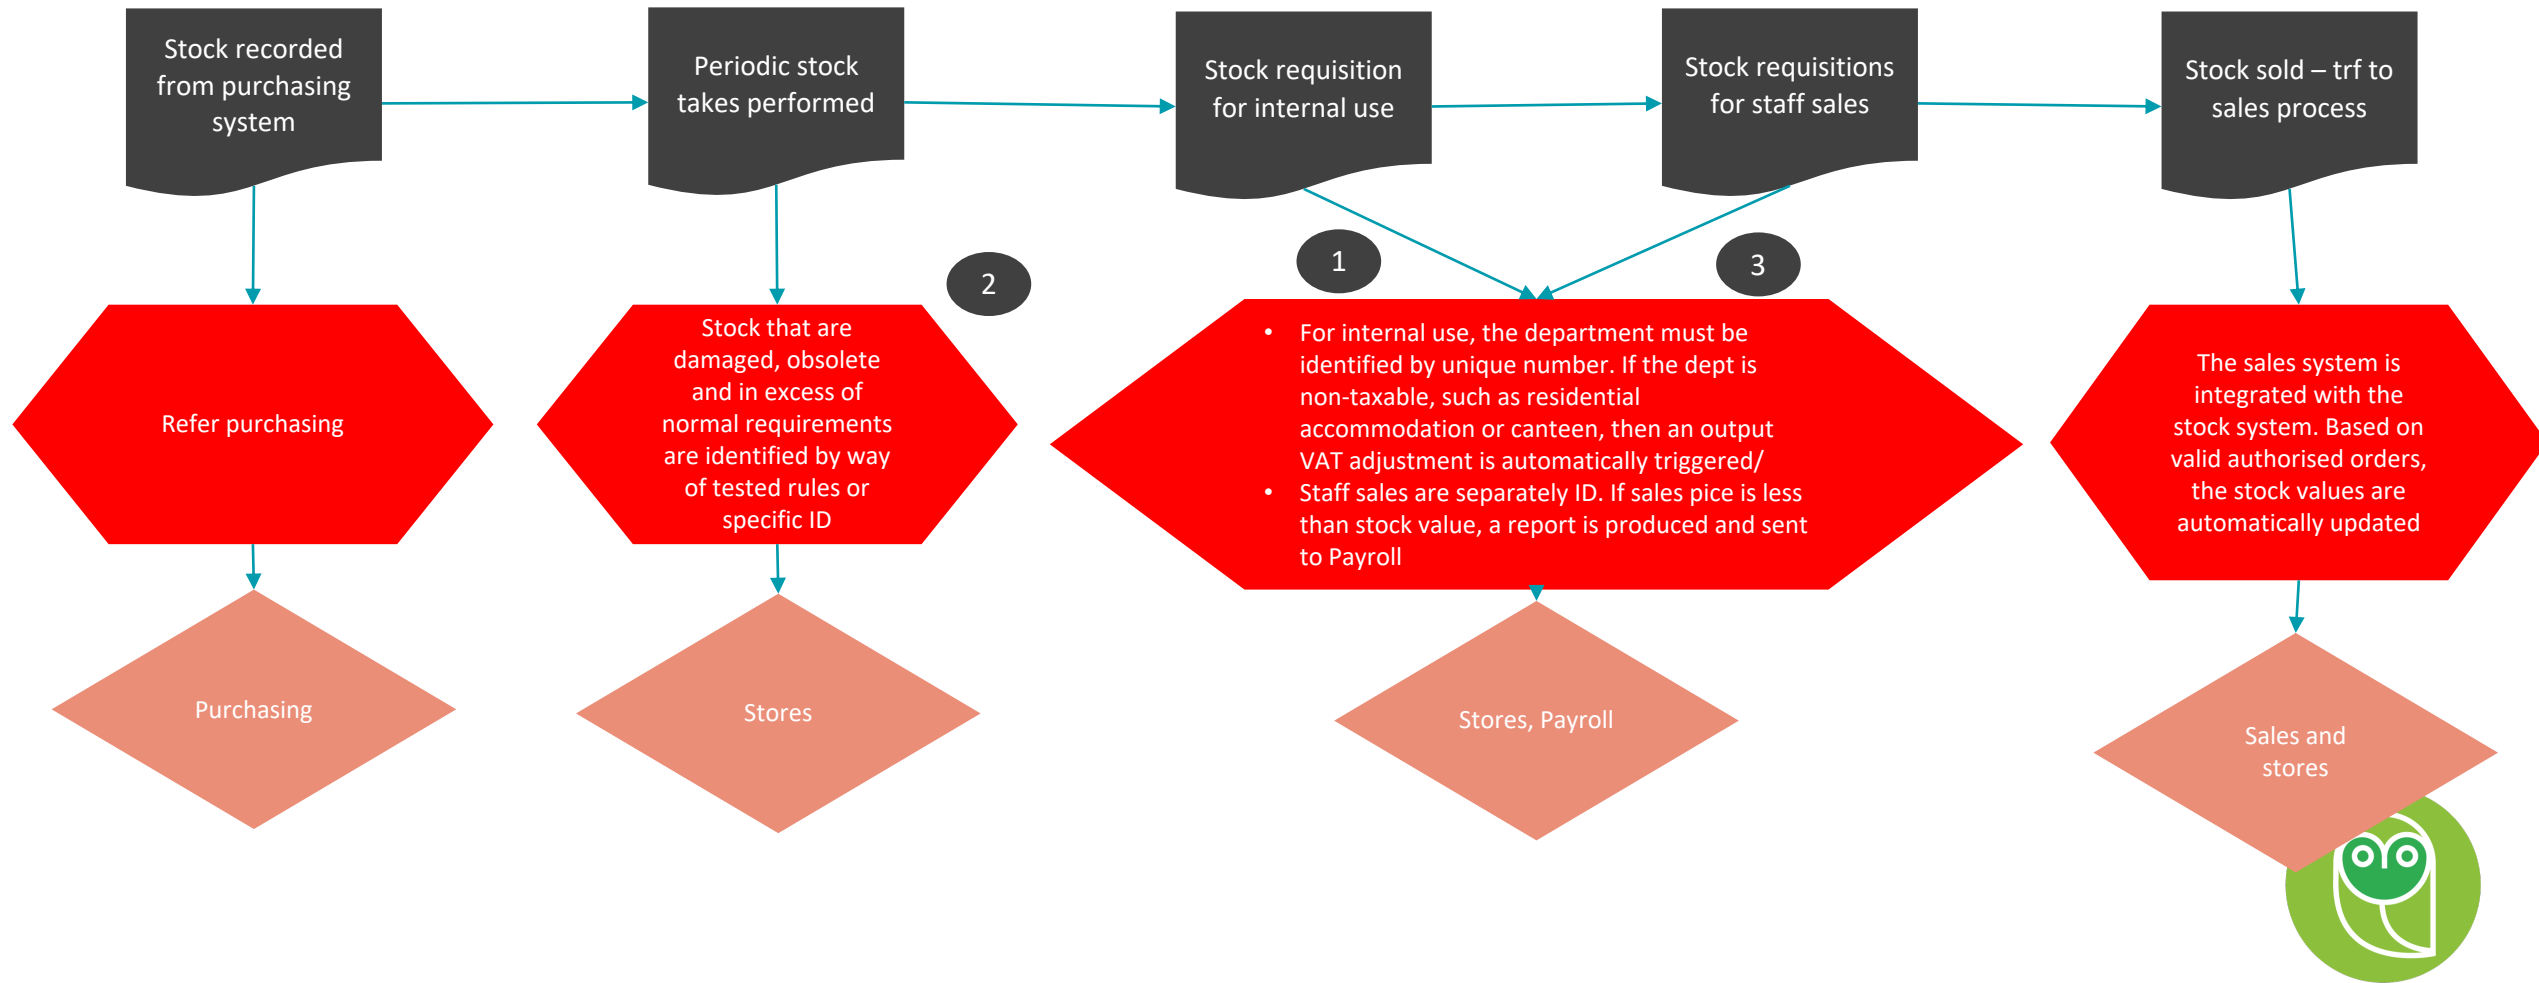 Stock recorded
from purchasing
system
Periodic stock
takes performed
Stock requisition
for internal use
Stock requisitions
for staff sales
Stock sold – trf to
sales process
2
1
3
Refer purchasing
Stock that are
damaged, obsolete
and in excess of
normal requirements
are identified by way
of tested rules or
specific ID
• For internal use, the department must be
identified by unique number. If the dept is
non-taxable, such as residential
accommodation or canteen, then an output
VAT adjustment is automatically triggered/
• Staff sales are separately ID. If sales pice is less
than stock value, a report is produced and sent
to Payroll
The sales system is
integrated with the
stock system. Based on
valid authorised orders,
the stock values are
automatically updated
Purchasing
Stores
Stores, Payroll
Sales and
stores